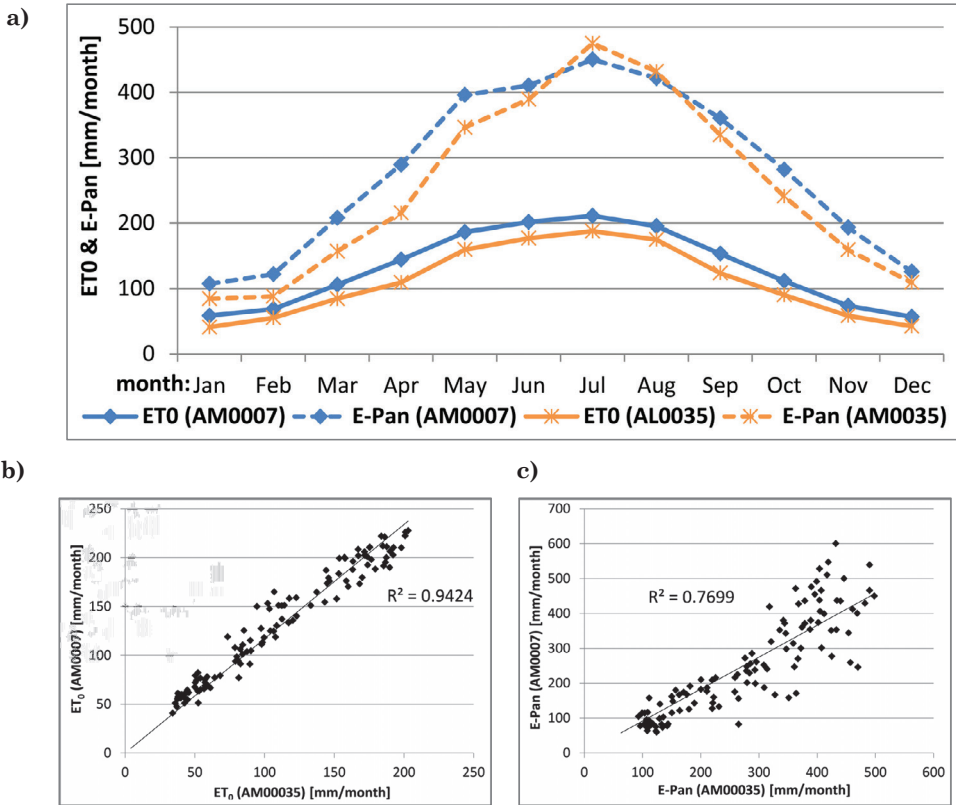 a)
ET0 & E-Pan [mm/month]
500
400
300
200
100
0
month: Jan Feb Mar Apr May Jun Jul Aug Sep Oct Nov Dec
ET0 (AM0007) E-Pan (AM0007) ET0 (AL0035) E-Pan (AM0035)
b)
ET0 (AM0007) [mm/month]
250
200
150
100
50
0
R² = 0.9424
0 50 100 150 200 250
ET0 (AM00035) [mm/month]
c)
E-Pan (AM0007) [mm/month]
700
600
500
400
300
200
100
0
R² = 0.7699
0 100 200 300 400 500 600
E-Pan (AM00035) [mm/month]